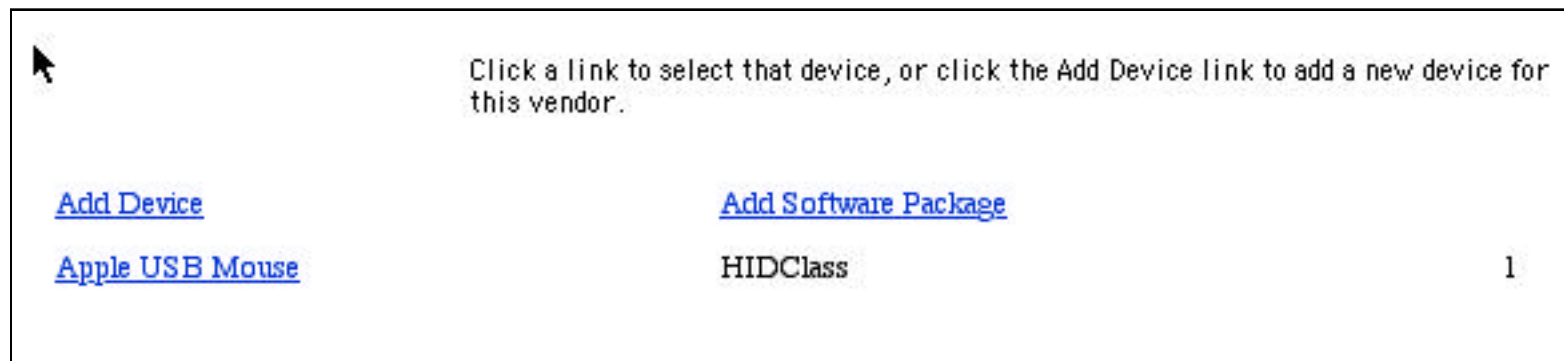 Click a link to select that device, or click the Add Device link to add a new device for
this vendor.
Add Device Add Software Package
Apple USB Mouse HIDClass 1